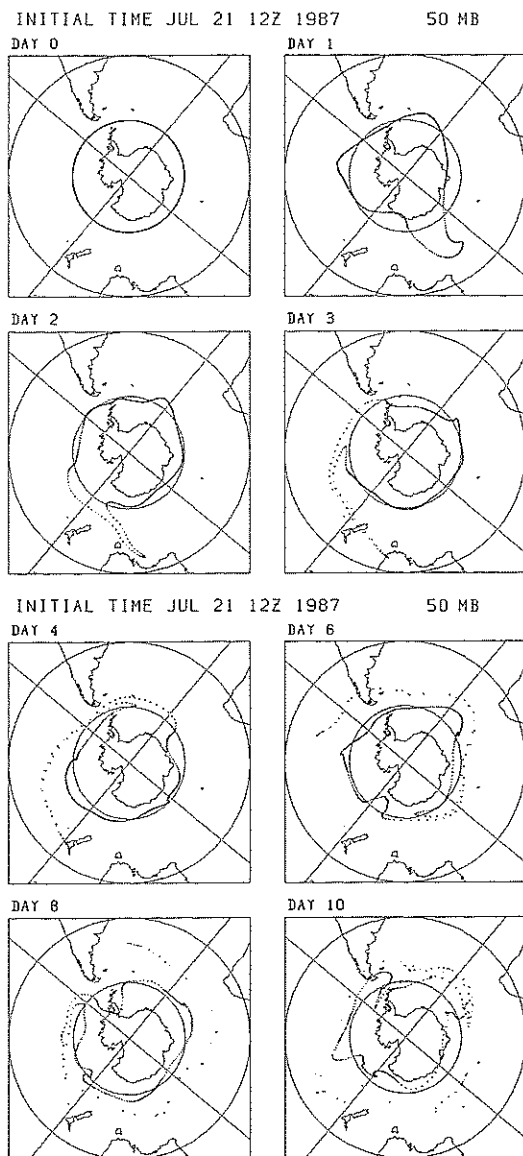 INITIAL TIME JUL 21 12Z 1987 50 MB
DAY 0 DAY 1
DAY 2 DAY 3
INITIAL TIME JUL 21 12Z 1987 50 MB
DAY 4 DAY 6
DAY 8 DAY 10